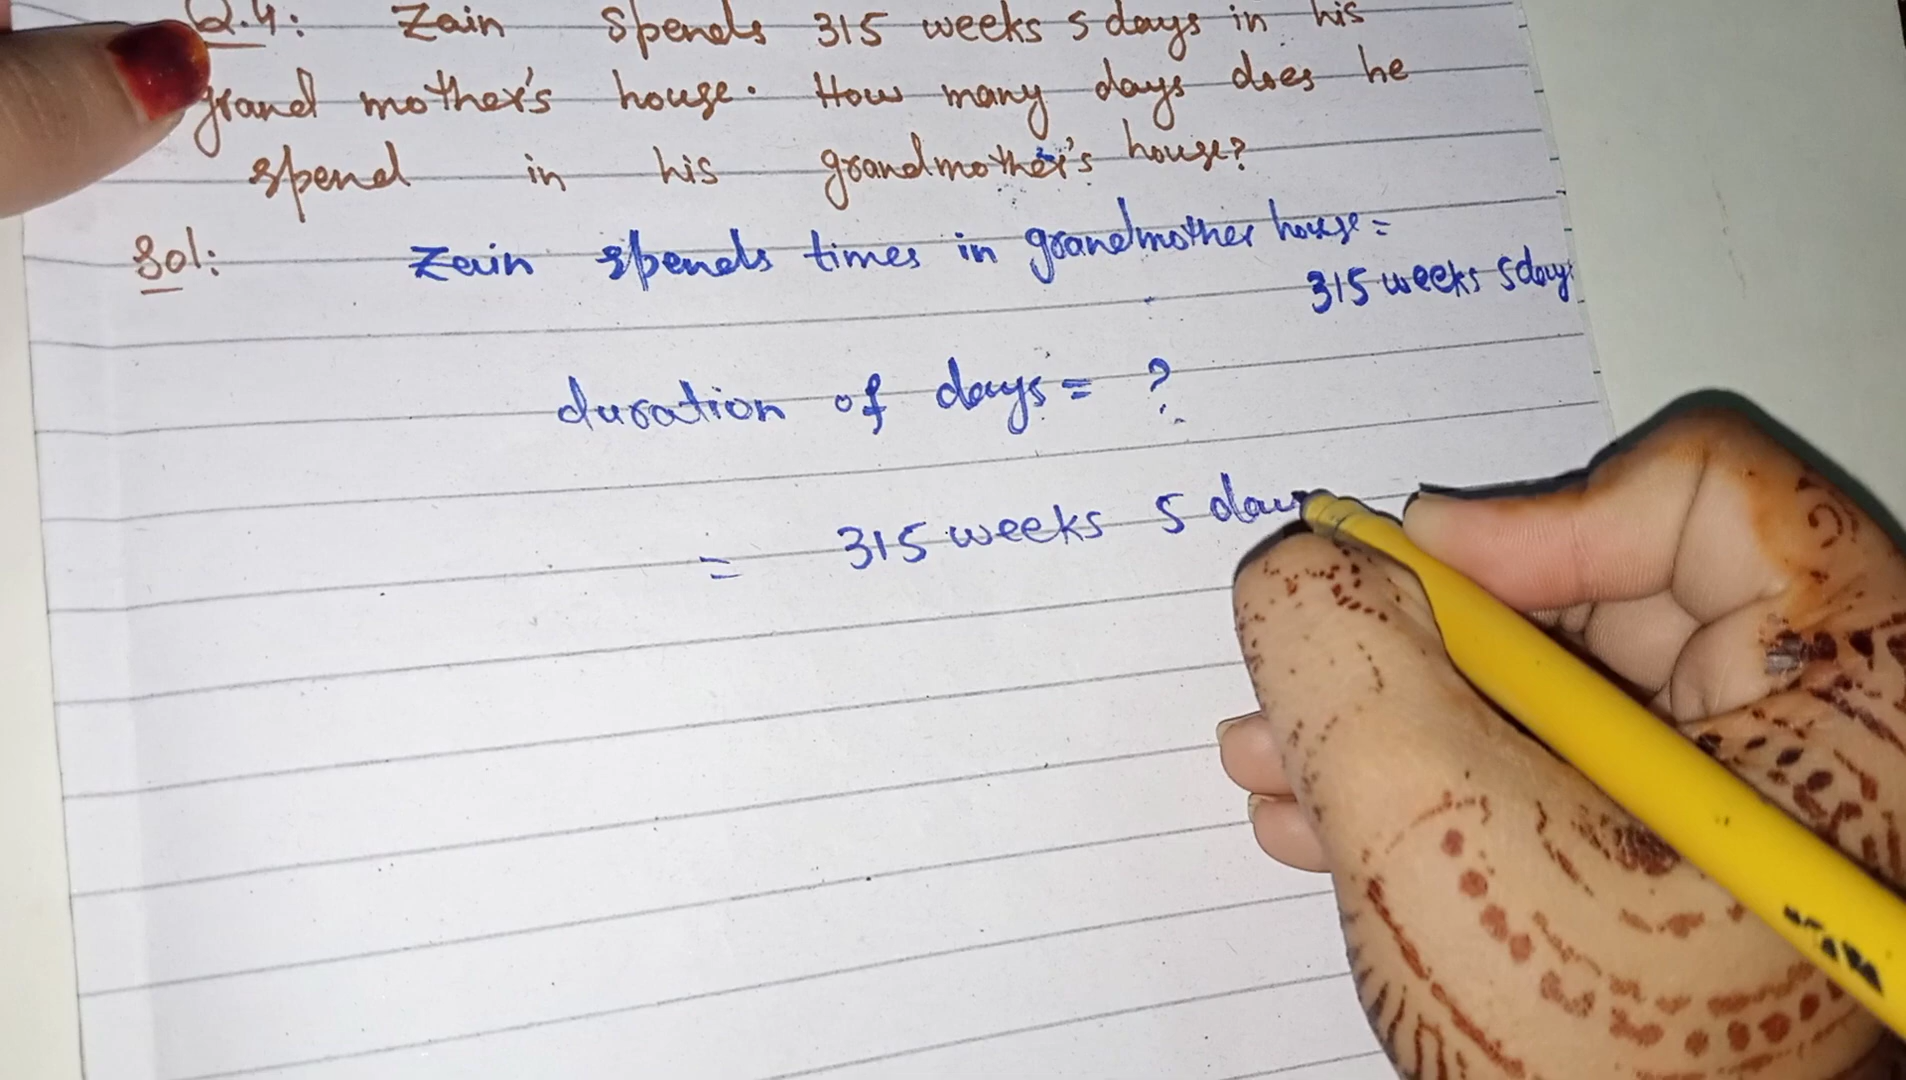 Q.4: Zain spends 315 weeks 5 days in his
grand mother's house. How many days does he
spend in his grandmother's house?
Sol: Zain spends times in grandmother house =
315 weeks 5 days
duration of days = ?
= 315 weeks 5 days